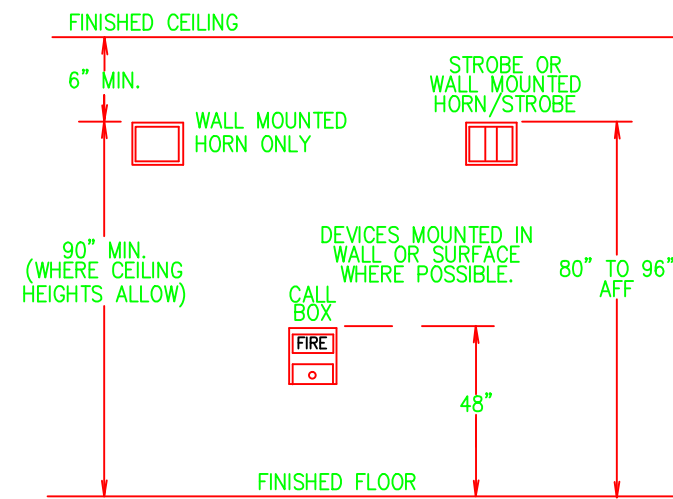 FINISHED CEILING
6” MIN.
STROBE OR
WALL MOUNTED
HORN/STROBE
WALL MOUNTED
HORN ONLY
90” MIN.
(WHERE CEILING
HEIGHTS ALLOW)
DEVICES MOUNTED IN
WALL OR SURFACE
WHERE POSSIBLE.
80” TO 96”
AFF
CALL
BOX
FIRE
48”
FINISHED FLOOR